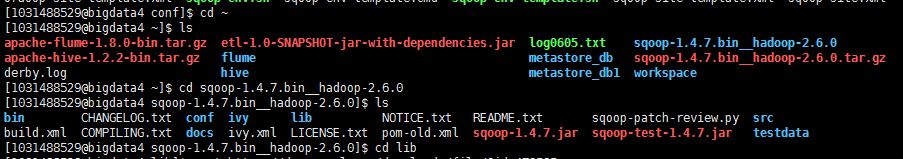 [1031488529@bigdata4 conf]$ cd ~
[1031488529@bigdata4 ~]$ ls
apache-flume-1.8.0-bin.tar.gz etl-1.0-SNAPSHOT-jar-with-dependencies.jar log0605.txt sqoop-1.4.7.bin__hadoop-2.6.0
apache-hive-1.2.2-bin.tar.gz flume metastore_db sqoop-1.4.7.bin__hadoop-2.6.0.tar.gz
derby.log hive metastore_db1 workspace
[1031488529@bigdata4 ~]$ cd sqoop-1.4.7.bin__hadoop-2.6.0
[1031488529@bigdata4 sqoop-1.4.7.bin__hadoop-2.6.0]$ ls
bin CHANGELOG.txt conf ivy lib NOTICE.txt README.txt sqoop-patch-review.py src
build.xml COMPILING.txt docs ivy.xml LICENSE.txt pom-old.xml sqoop-1.4.7.jar sqoop-test-1.4.7.jar testdata
[1031488529@bigdata4 sqoop-1.4.7.bin__hadoop-2.6.0]$ cd lib